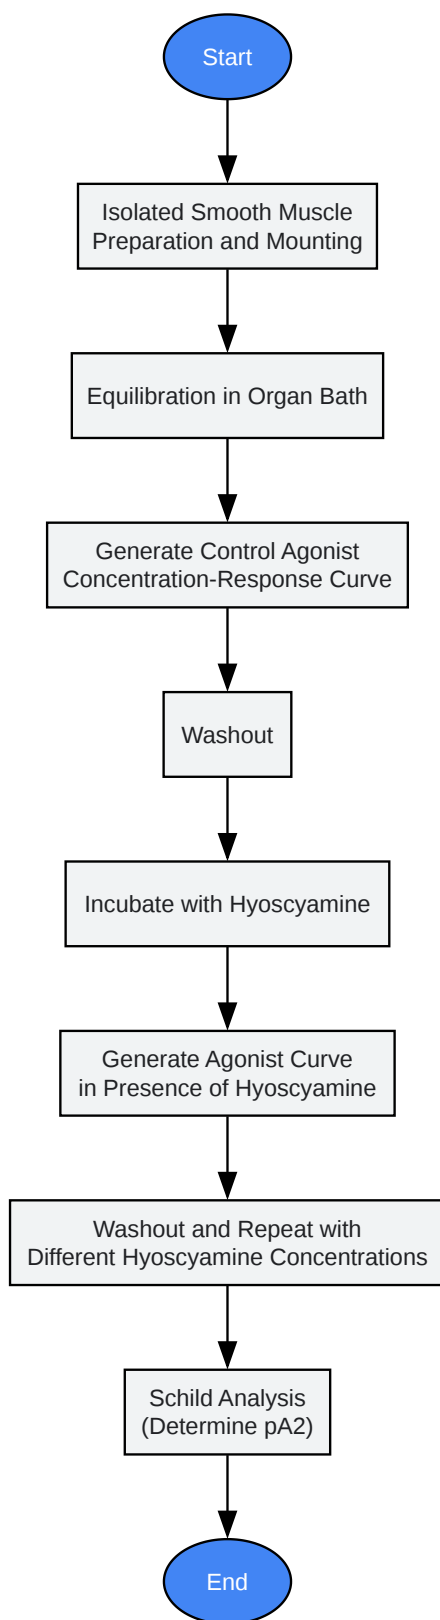 Start
Isolated Smooth Muscle
Preparation and Mounting
Equilibration in Organ Bath
Generate Control Agonist
Concentration-Response Curve
Washout
Incubate with Hyoscyamine
Generate Agonist Curve
in Presence of Hyoscyamine
Washout and Repeat with
Different Hyoscyamine Concentrations
Schild Analysis
(Determine pA2)
End